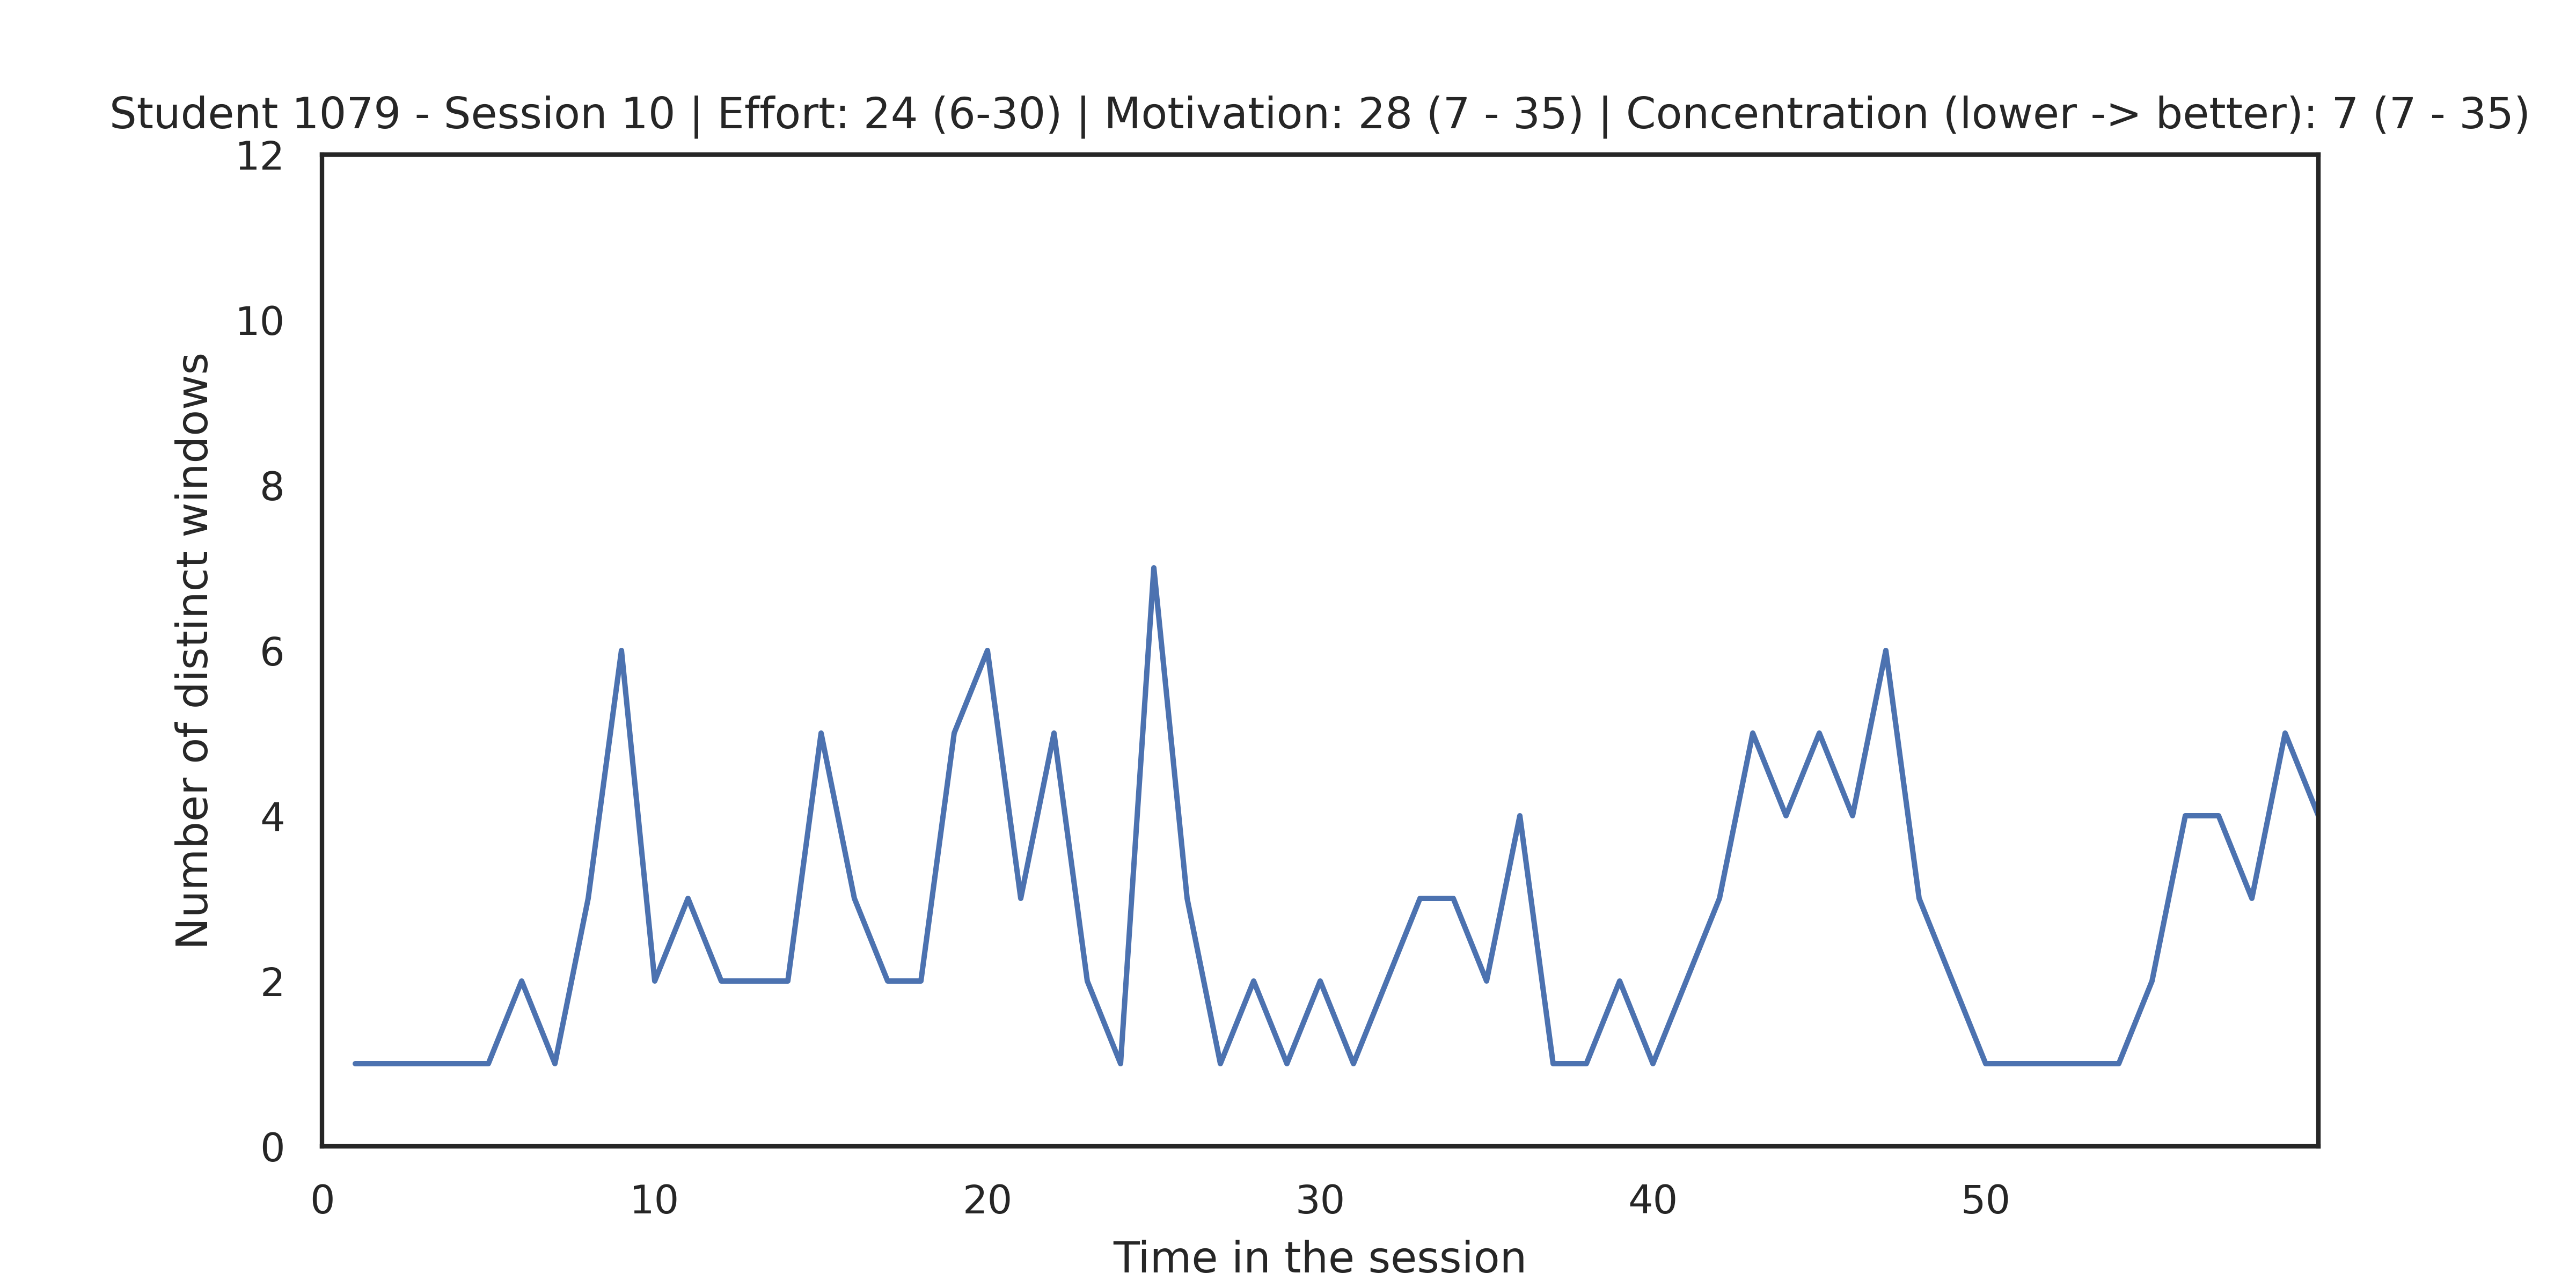 Student 1079 - Session 10 | Effort: 24 (6-30) | Motivation: 28 (7 - 35) | Concentration (lower -> better): 7 (7 - 35)
12
10
8
6
4
2
0
Number of distinct windows
0 10 20 30 40 50
Time in the session